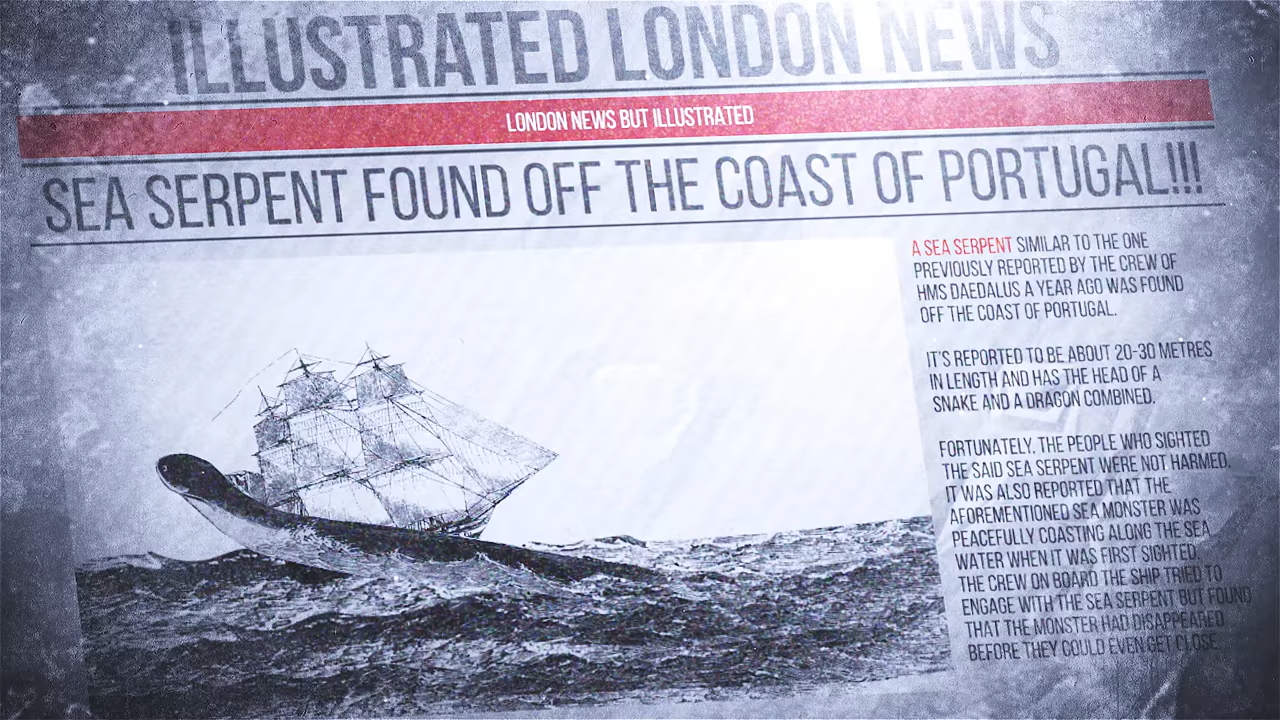 ILLUSTRATED LONDON NEWS
LONDON NEWS BUT ILLUSTRATED
SEA SERPENT FOUND OFF THE COAST OF PORTUGAL!!!
A SEA SERPENT SIMILAR TO THE ONE
PREVIOUSLY REPORTED BY THE CREW OF
HMS DAEDALUS A YEAR AGO WAS FOUND
OFF THE COAST OF PORTUGAL.
IT'S REPORTED TO BE ABOUT 20-30 METRES
IN LENGTH AND HAS THE HEAD OF A
SNAKE AND A DRAGON COMBINED.
FORTUNATELY, THE PEOPLE WHO SIGHTED
THE SAID SEA SERPENT WERE NOT HARMED.
IT WAS ALSO REPORTED THAT THE
AFOREMENTIONED SEA MONSTER WAS
PEACEFULLY COASTING ALONG THE SEA
WATER WHEN IT WAS FIRST SIGHTED.
THE CREW ON BOARD THE SHIP TRIED TO
ENGAGE WITH THE SEA SERPENT BUT FOUND
THAT THE MONSTER HAD DISAPPEARED
BEFORE THEY COULD EVEN GET CLOSE.